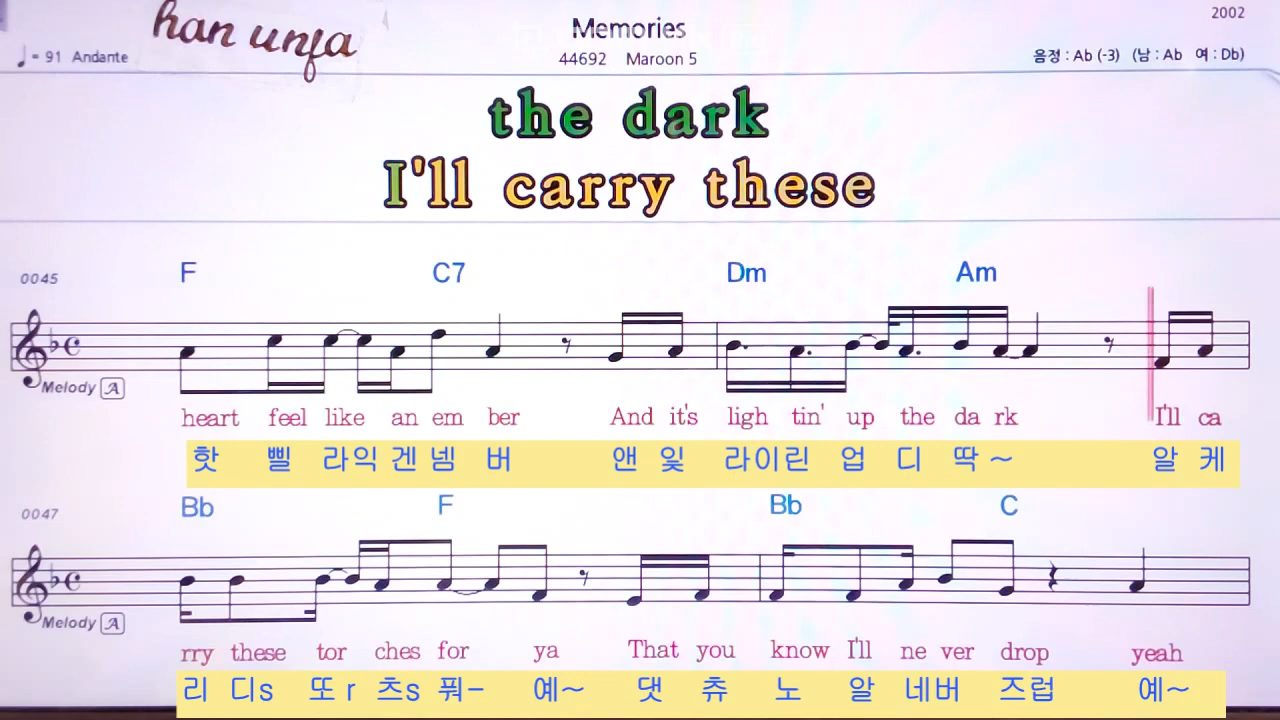 han unja
Memories
2002
♩= 91 Andante
44692 Maroon 5
음정 : Ab (-3) (남 : Ab 여 : Db)
the dark
I'll carry these
0045
F C7 Dm Am
Melody A
heart feel like an em ber And it's ligh tin' up the da rk I'll ca
핫 삘 라익 겐 넴 버 앤 잋 라이린 업 디 딱 ~ 알 케
0047
Bb F Bb C
Melody A
rry these tor ches for ya That you know I'll ne ver drop yeah
리 디s 또 r 츠s 풔- 예~ 댓 츄 노 알 네버 즈럽 예~